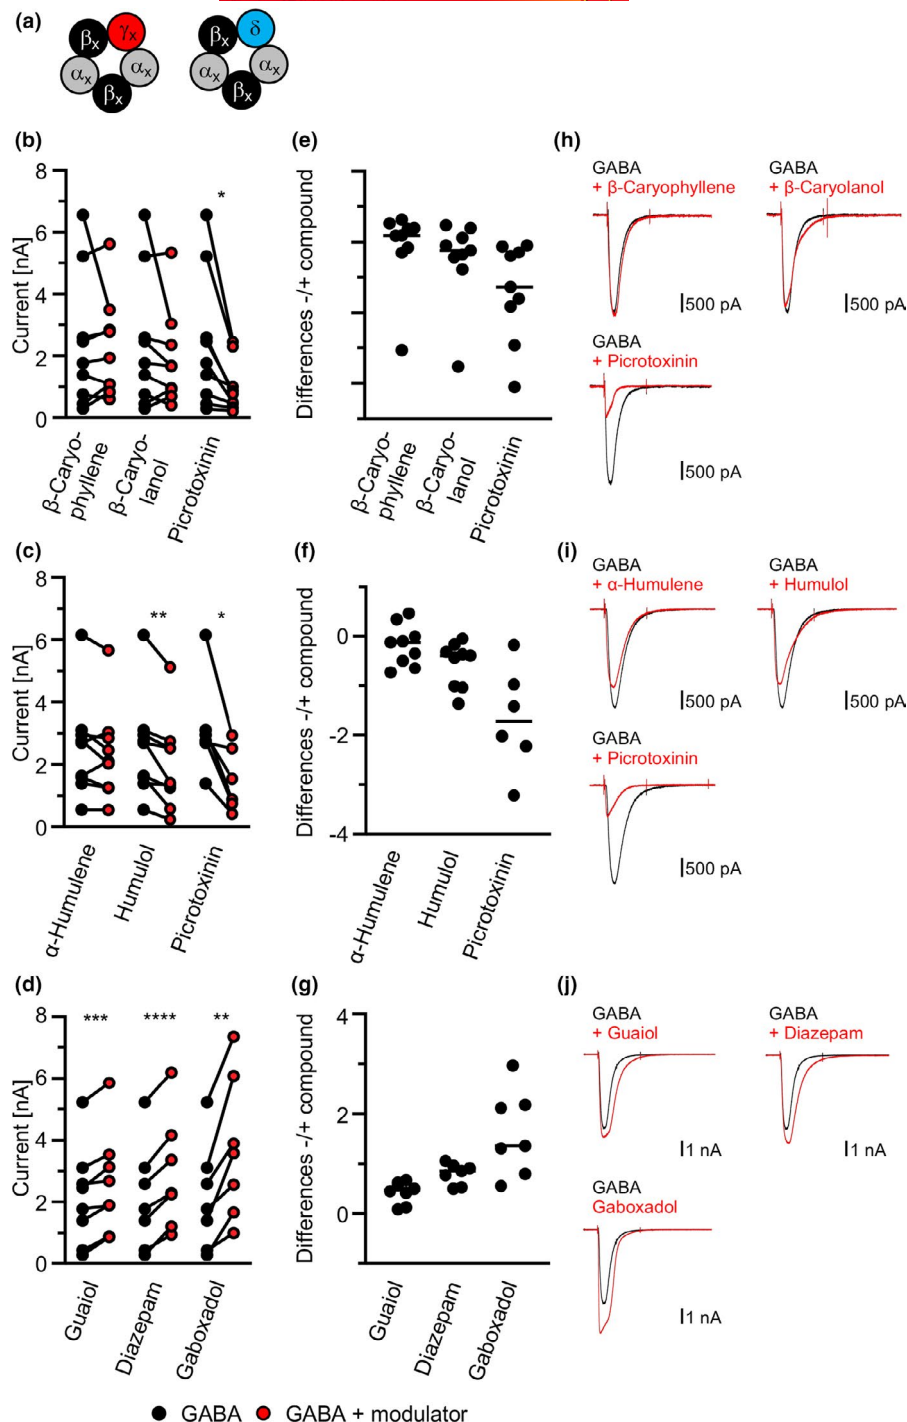 (a)
βx γx
αx αx
βx
βx δ
αx αx
βx
(b)
8
6
4
2
0
Current [nA]
*
β-Caryo-
phyllene
β-Caryo-
lanol
Picrotoxinin
(e)
Differences -/+ compound
β-Caryo-
phyllene
β-Caryo-
lanol
Picrotoxinin
(h)
GABA
+ β-Caryophyllene
500 pA
+ β-Caryolanol
500 pA
GABA
+ Picrotoxinin
500 pA
(c)
8
6
4
2
0
Current [nA]
**
*
α-Humulene
Humulol
Picrotoxinin
(f)
0
-2
-4
Differences -/+ compound
α-Humulene
Humulol
Picrotoxinin
(i)
GABA
+ α-Humulene
500 pA
GABA
+ Humulol
500 pA
GABA
+ Picrotoxinin
500 pA
(d)
8
6
4
2
0
Current [nA]
***
****
**
Guaiol
Diazepam
Gaboxadol
(g)
4
2
0
Differences -/+ compound
Guaiol
Diazepam
Gaboxadol
(j)
GABA
+ Guaiol
1 nA
GABA
+ Diazepam
1 nA
GABA
Gaboxadol
1 nA
GABA
GABA + modulator